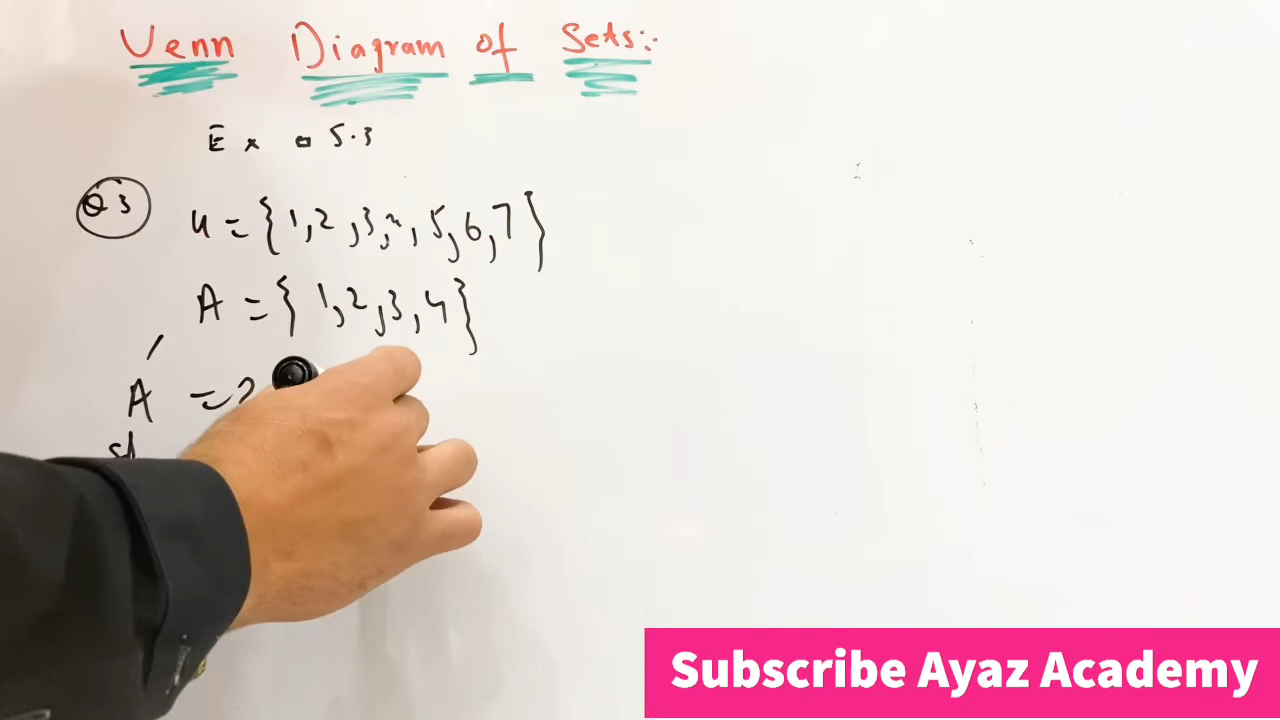 Venn Diagram of Sets:-
Ex 5.3
Q3
U = {1,2,3,4,5,6,7}
A = {1,2,3,4}
A' = ?
Subscribe Ayaz Academy